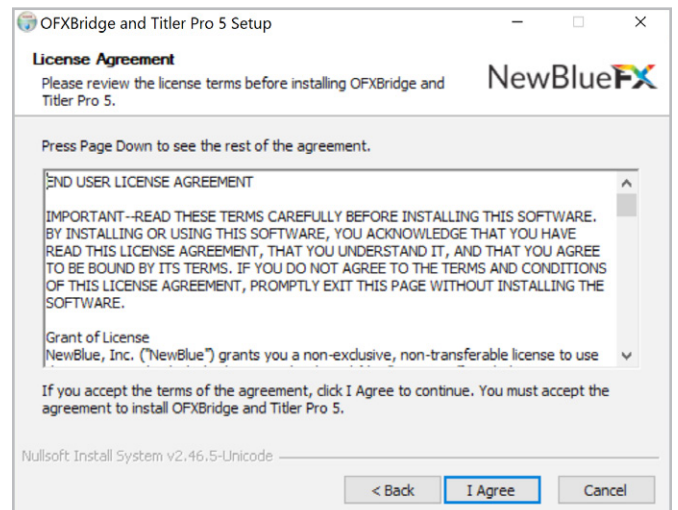 OFXBridge and Titler Pro 5 Setup
License Agreement
Please review the license terms before installing OFXBridge and
Titler Pro 5.
NewBlueFX
Press Page Down to see the rest of the agreement.
END USER LICENSE AGREEMENT
IMPORTANT--READ THESE TERMS CAREFULLY BEFORE INSTALLING THIS SOFTWARE.
BY INSTALLING OR USING THIS SOFTWARE, YOU ACKNOWLEDGE THAT YOU HAVE
READ THIS LICENSE AGREEMENT, THAT YOU UNDERSTAND IT, AND THAT YOU AGREE
TO BE BOUND BY ITS TERMS. IF YOU DO NOT AGREE TO THE TERMS AND CONDITIONS
OF THIS LICENSE AGREEMENT, PROMPTLY EXIT THIS PAGE WITHOUT INSTALLING THE
SOFTWARE.
Grant of License
NewBlue, Inc. ("NewBlue") grants you a non-exclusive, non-transferable license to use
If you accept the terms of the agreement, click I Agree to continue. You must accept the
agreement to install OFXBridge and Titler Pro 5.
Nullsoft Install System v2.46.5-Unicode
< Back I Agree Cancel